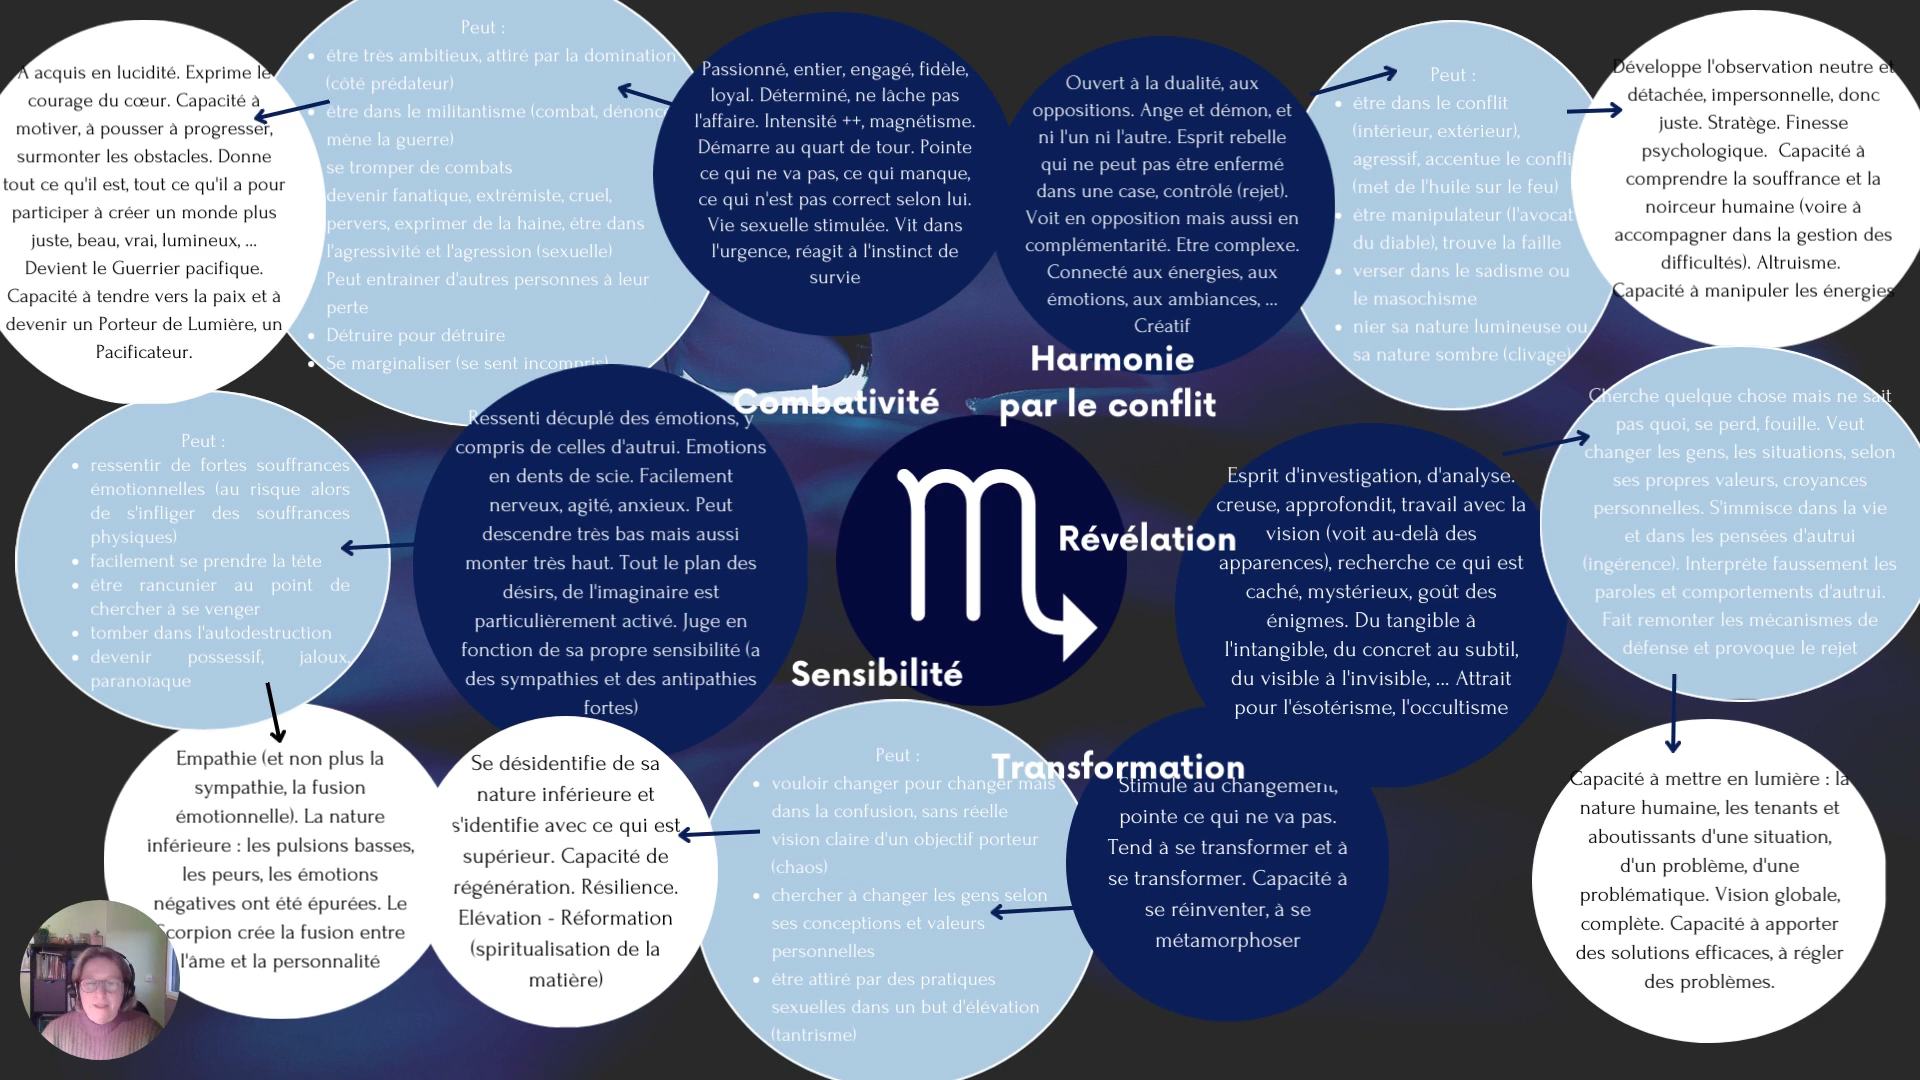 A acquis en lucidité. Exprime le
courage du cœur. Capacité à
motiver, à pousser à progresser,
surmonter les obstacles. Donne
tout ce qu'il est, tout ce qu'il a pour
participer à créer un monde plus
juste, beau, vrai, lumineux, ...
Devient le Guerrier pacifique.
Capacité à tendre vers la paix et à
devenir un Porteur de Lumière, un
Pacificateur.
Peut :
être très ambitieux, attiré par la domination
(côté prédateur)
être dans le militantisme (combat, dénonce
mène la guerre)
se tromper de combats
devenir fanatique, extrémiste, cruel,
pervers, exprimer de la haine, être dans
l'agressivité et l'agression (sexuelle)
Peut entrainer d'autres personnes à leur
perte
Détruire pour détruire
Se marginaliser (se sent incompris)
Passionné, entier, engagé, fidèle,
loyal. Déterminé, ne lâche pas
l'affaire. Intensité ++, magnétisme.
Démarre au quart de tour. Pointe
ce qui ne va pas, ce qui manque,
ce qui n'est pas correct selon lui.
Vie sexuelle stimulée. Vit dans
l'urgence, réagit à l'instinct de
survie
Ouvert à la dualité, aux
oppositions. Ange et démon, et
ni l'un ni l'autre. Esprit rebelle
qui ne peut pas être enfermé
dans une case, contrôlé (rejet).
Voit en opposition mais aussi en
complémentarité. Etre complexe.
Connecté aux énergies, aux
émotions, aux ambiances, ...
Créatif
Peut :
être dans le conflit
(intérieur, extérieur),
agressif, accentue le confli
(met de l'huile sur le feu)
être manipulateur (l'avocat
du diable), trouve la faille
verser dans le sadisme ou
le masochisme
nier sa nature lumineuse ou
sa nature sombre (clivage)
Développe l'observation neutre et
détachée, impersonnelle, donc
juste. Stratège. Finesse
psychologique. Capacité à
comprendre la souffrance et la
noirceur humaine (voire à
accompagner dans la gestion des
difficultés). Altruisme.
Capacité à manipuler les énergies
Combativité
Harmonie
par le conflit
Révélation
Sensibilité
Transformation
Peut :
ressentir de fortes souffrances
émotionnelles (au risque alors
de s'infliger des souffrances
physiques)
facilement se prendre la tête
être rancunier au point de
chercher à se venger
tomber dans l'autodestruction
devenir possessif, jaloux,
paranoïaque
Ressenti décuplé des émotions, y
compris de celles d'autrui. Emotions
en dents de scie. Facilement
nerveux, agité, anxieux. Peut
descendre très bas mais aussi
monter très haut. Tout le plan des
désirs, de l'imaginaire est
particulièrement activé. Juge en
fonction de sa propre sensibilité (a
des sympathies et des antipathies
fortes)
Esprit d'investigation, d'analyse.
creuse, approfondit, travail avec la
vision (voit au-delà des
apparences), recherche ce qui est
caché, mystérieux, goût des
énigmes. Du tangible à
l'intangible, du concret au subtil,
du visible à l'invisible, ... Attrait
pour l'ésotérisme, l'occultisme
Cherche quelque chose mais ne sait
pas quoi, se perd, fouille. Veut
changer les gens, les situations, selon
ses propres valeurs, croyances
personnelles. S'immisce dans la vie
et dans les pensées d'autrui
(ingérence). Interprète faussement les
paroles et comportements d'autrui.
Fait remonter les mécanismes de
défense et provoque le rejet
Empathie (et non plus la
sympathie, la fusion
émotionnelle). La nature
inférieure : les pulsions basses,
les peurs, les émotions
négatives ont été épurées. Le
Scorpion crée la fusion entre
l'âme et la personnalité
Se désidentifie de sa
nature inférieure et
s'identifie avec ce qui est
supérieur. Capacité de
régénération. Résilience.
Elévation - Réformation
(spiritualisation de la
matière)
Peut :
vouloir changer pour changer mais
dans la confusion, sans réelle
vision claire d'un objectif porteur
(chaos)
chercher à changer les gens selon
ses conceptions et valeurs
personnelles
être attiré par des pratiques
sexuelles dans un but d'élévation
(tantrisme)
Stimule au changement,
pointe ce qui ne va pas.
Tend à se transformer et à
se transformer. Capacité à
se réinventer, à se
métamorphoser
Capacité à mettre en lumière : la
nature humaine, les tenants et
aboutissants d'une situation,
d'un problème, d'une
problématique. Vision globale,
complète. Capacité à apporter
des solutions efficaces, à régler
des problèmes.